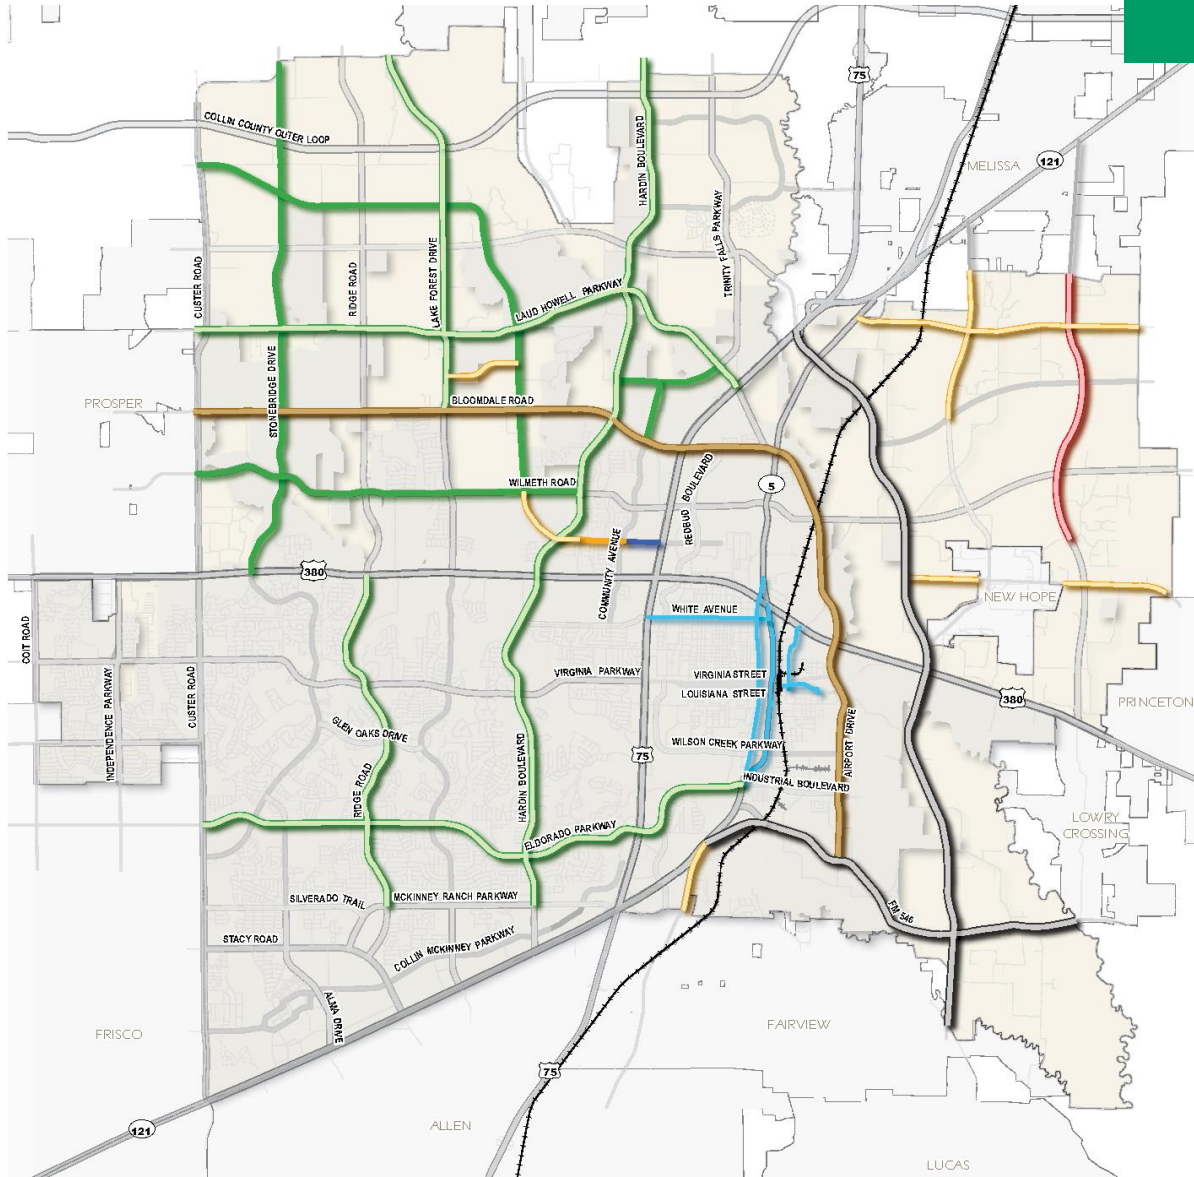 75
COLLIN COUNTY OUTER LOOP
HARDIN BOULEVARD
MELISSA
121
TRINITY FALLS PARKWAY
CUSTER ROAD
RIDGE ROAD
LAKE FOREST DRIVE
LAUD HOWELL PARKWAY
STONEBRIDGE DRIVE
PROSPER
BLOOMDALE ROAD
WILMETH ROAD
REDBUD BOULEVARD
5
COMMUNITY AVENUE
380
NEW HOPE
WHITE AVENUE
COIT ROAD
INDEPENDENCE PARKWAY
CUSTER ROAD
VIRGINIA PARKWAY
VIRGINIA STREET
LOUISIANA STREET
380
PRINCETON
GLEN OAKS DRIVE
WILSON CREEK PARKWAY
AIRPORT DRIVE
75
RIDGE ROAD
HARDIN BOULEVARD
INDUSTRIAL BOULEVARD
ELDORADO PARKWAY
LOWRY
CROSSING
SILVERADO TRAIL
MCKINNEY RANCH PARKWAY
FM 546
STACY ROAD
COLLIN MCKINNEY PARKWAY
ALMA DRIVE
FRISCO
FAIRVIEW
75
121
ALLEN
LUCAS